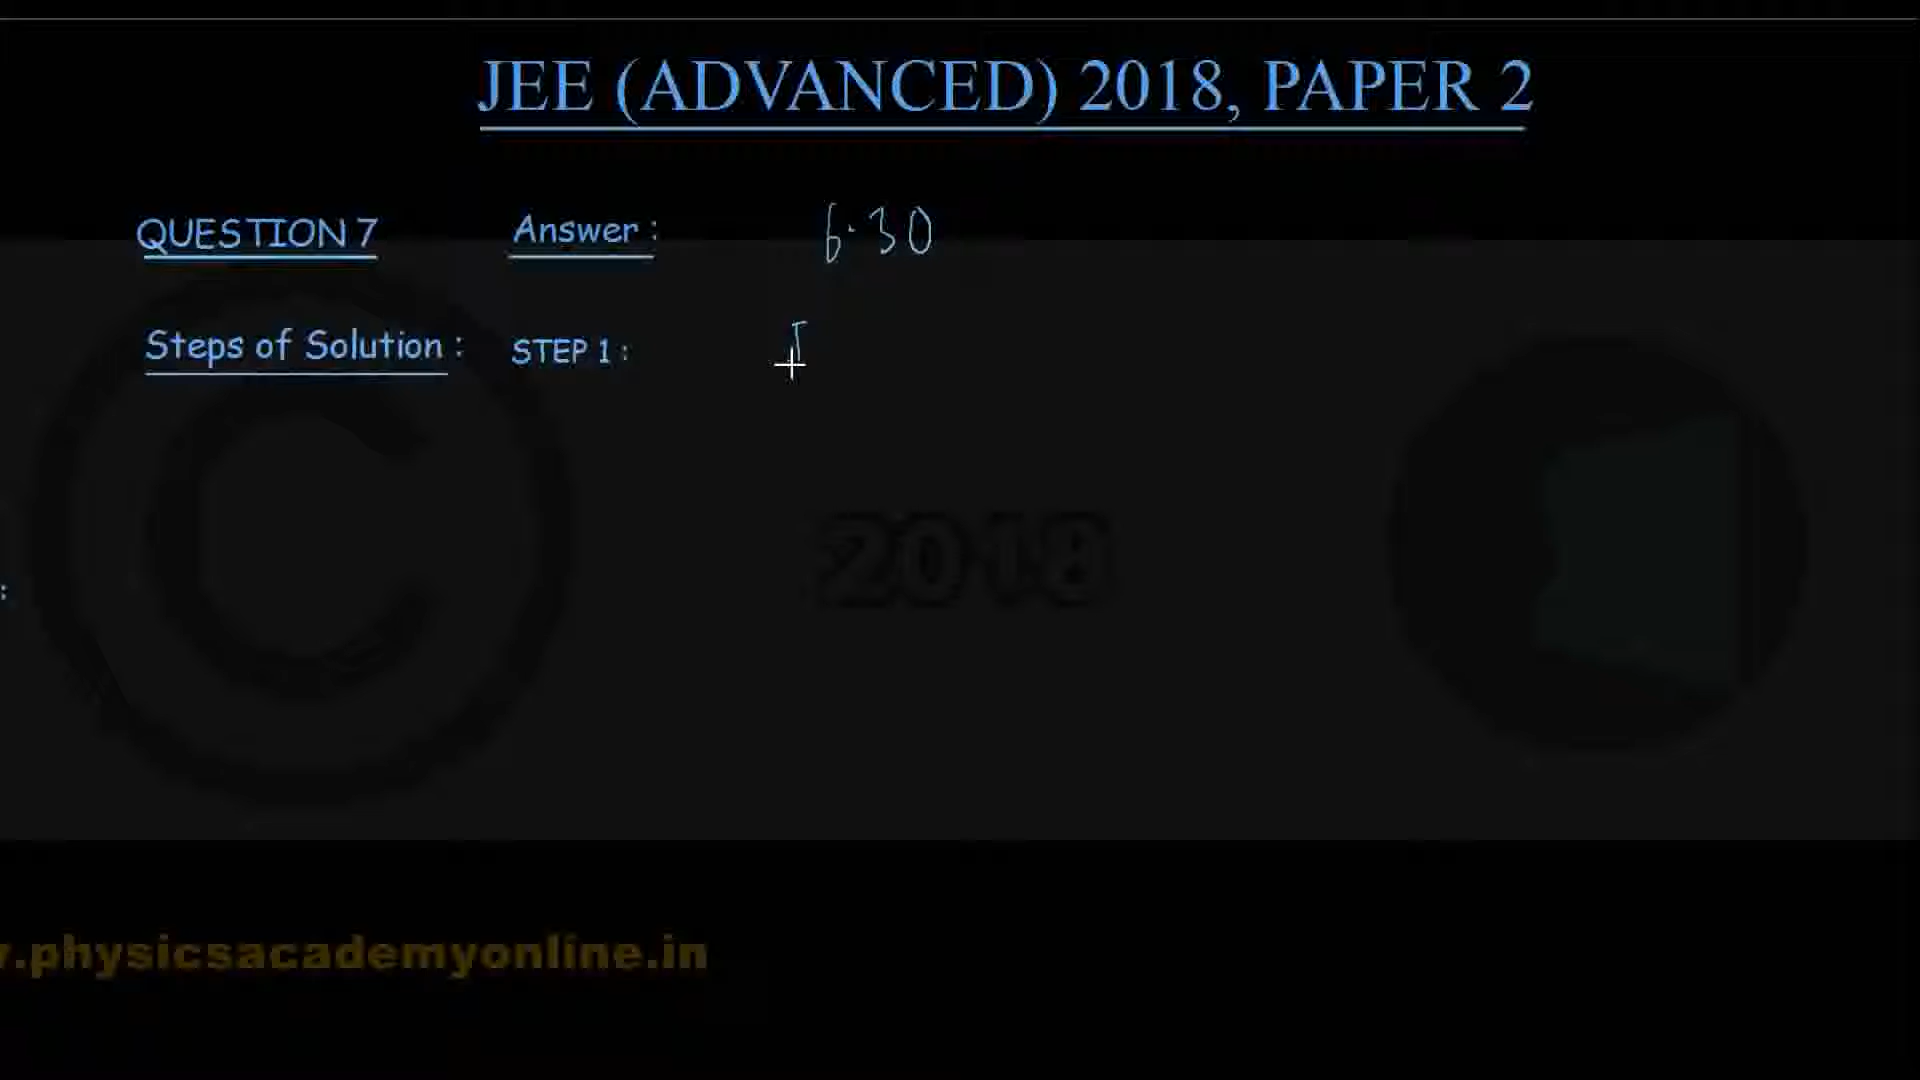 JEE (ADVANCED) 2018, PAPER 2
QUESTION 7 Answer : 6.30
Steps of Solution : STEP 1 : I
:
2018
r.physicsacademyonline.in